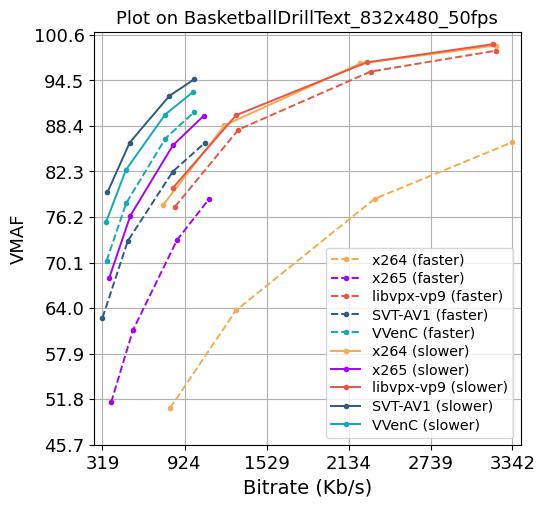 Plot on BasketballDrillText_832x480_50fps
VMAF
100.6
94.5
88.4
82.3
76.2
70.1
64.0
57.9
51.8
45.7
x264 (faster)
x265 (faster)
libvpx-vp9 (faster)
SVT-AV1 (faster)
VVenC (faster)
x264 (slower)
x265 (slower)
libvpx-vp9 (slower)
SVT-AV1 (slower)
VVenC (slower)
319 924 1529 2134 2739 3342
Bitrate (Kb/s)